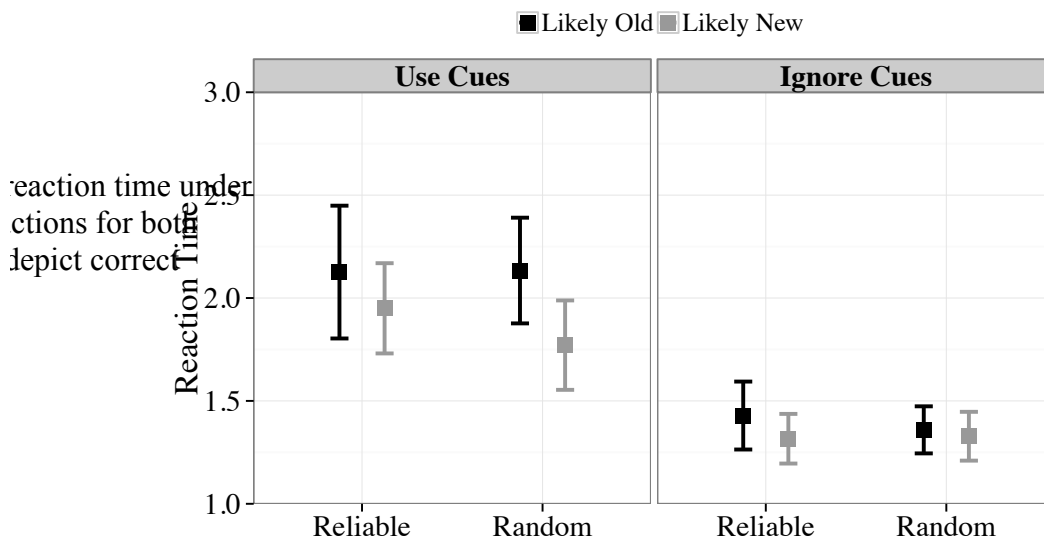 Likely Old Likely New
Use Cues Ignore Cues
3.0
2.5
2.0
1.5
1.0
Reaction Time
reaction time under
ctions for both
depict correct
Reliable Random Reliable Random